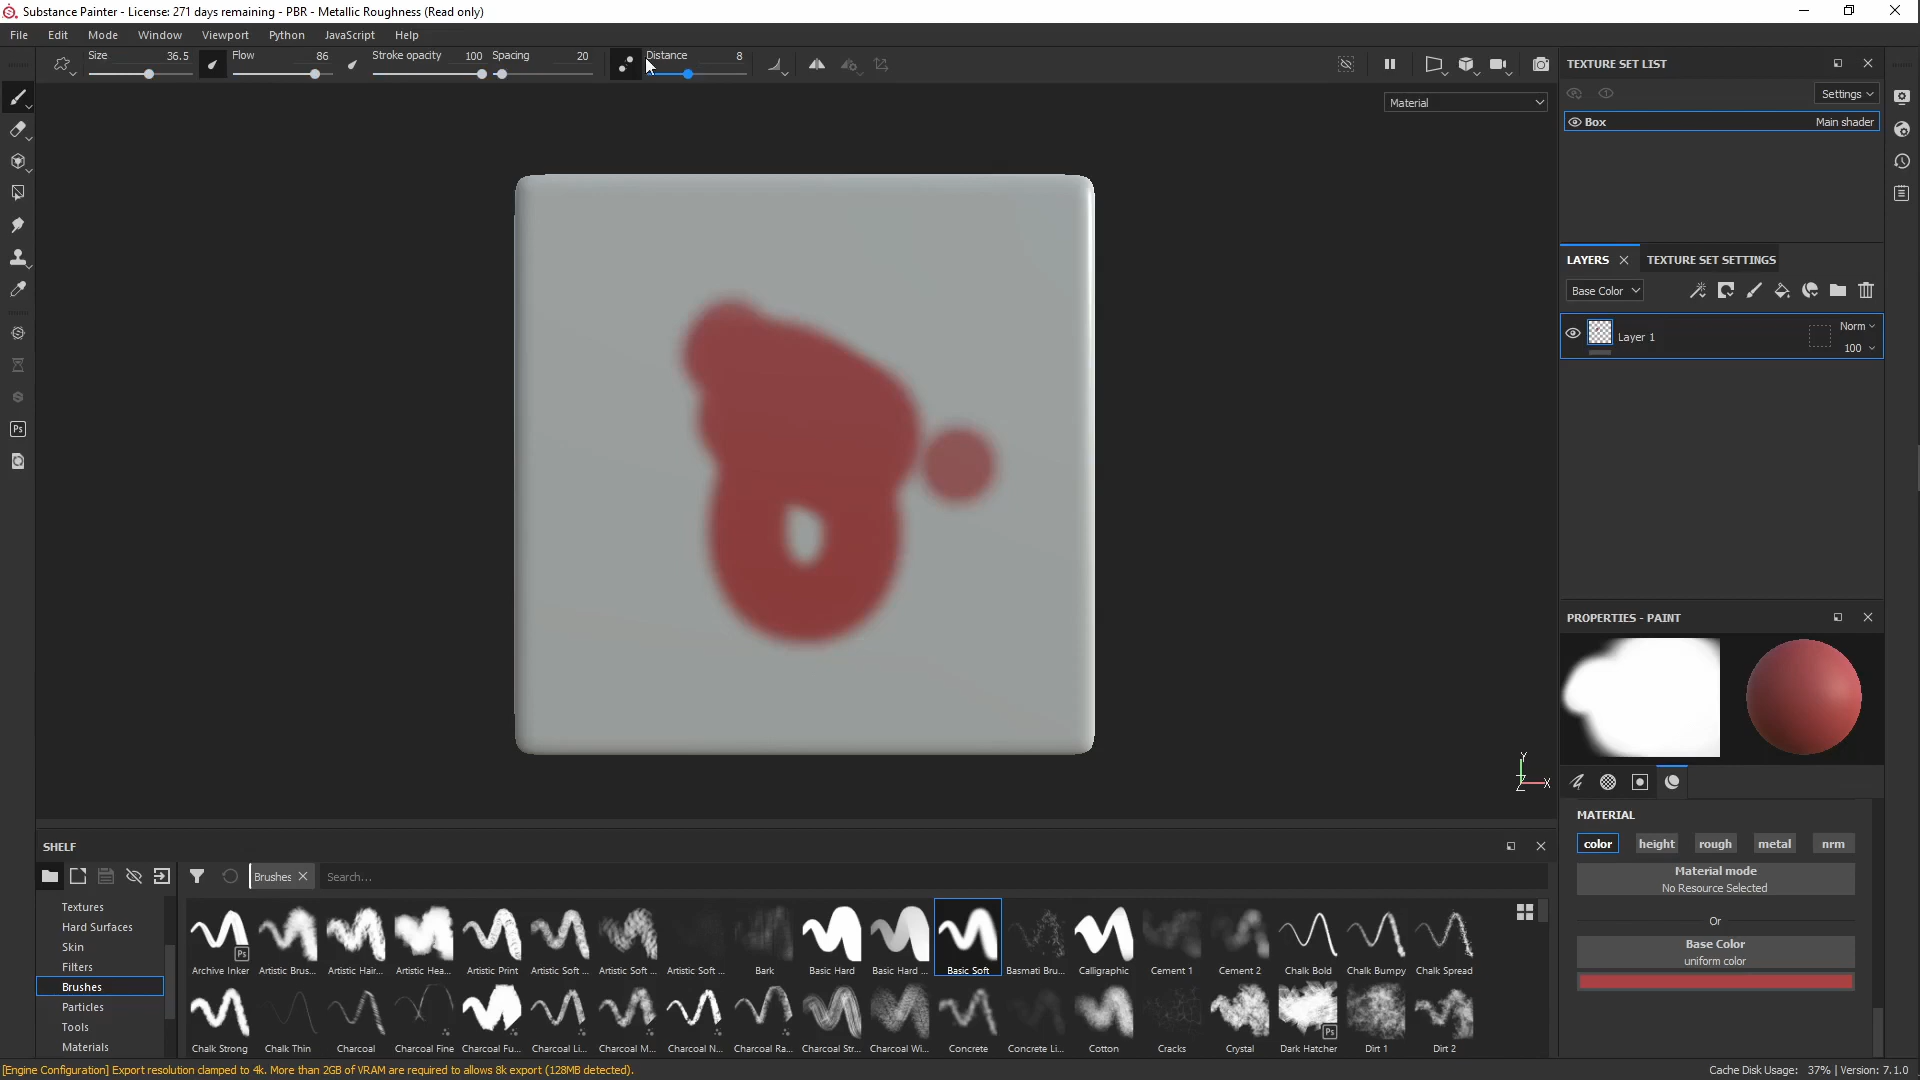 Substance Painter - License: 271 days remaining - PBR - Metallic Roughness (Read only)
File Edit Mode Window Viewport Python JavaScript Help
Size 36.5 Flow 86 Stroke opacity 100 Spacing 20 Distance 8
Material
TEXTURE SET LIST
Settings
Box Main shader
LAYERS TEXTURE SET SETTINGS
Base Color
Layer 1
Norm
100
Ps
Y
Z X
PROPERTIES - PAINT
MATERIAL
color height rough metal nrm
Material mode
No Resource Selected
Or
Base Color
uniform color
SHELF
Brushes Search...
Textures
Hard Surfaces
Skin
Filters
Brushes
Particles
Tools
Materials
Ps
Archive Inker Artistic Brus... Artistic Hair... Artistic Hea... Artistic Print Artistic Soft ... Artistic Soft ... Artistic Soft ... Bark Basic Hard Basic Hard ... Basic Soft Basmati Bru... Calligraphic Cement 1 Cement 2 Chalk Bold Chalk Bumpy Chalk Spread
Ps
Chalk Strong Chalk Thin Charcoal Charcoal Fine Charcoal Fu... Charcoal Li... Charcoal M... Charcoal N... Charcoal Ra... Charcoal Str... Charcoal Wi... Concrete Concrete Li... Cotton Cracks Crystal Dark Hatcher Dirt 1 Dirt 2
[Engine Configuration] Export resolution clamped to 4k. More than 2GB of VRAM are required to allows 8k export (128MB detected).
Cache Disk Usage: 37% | Version: 7.1.0